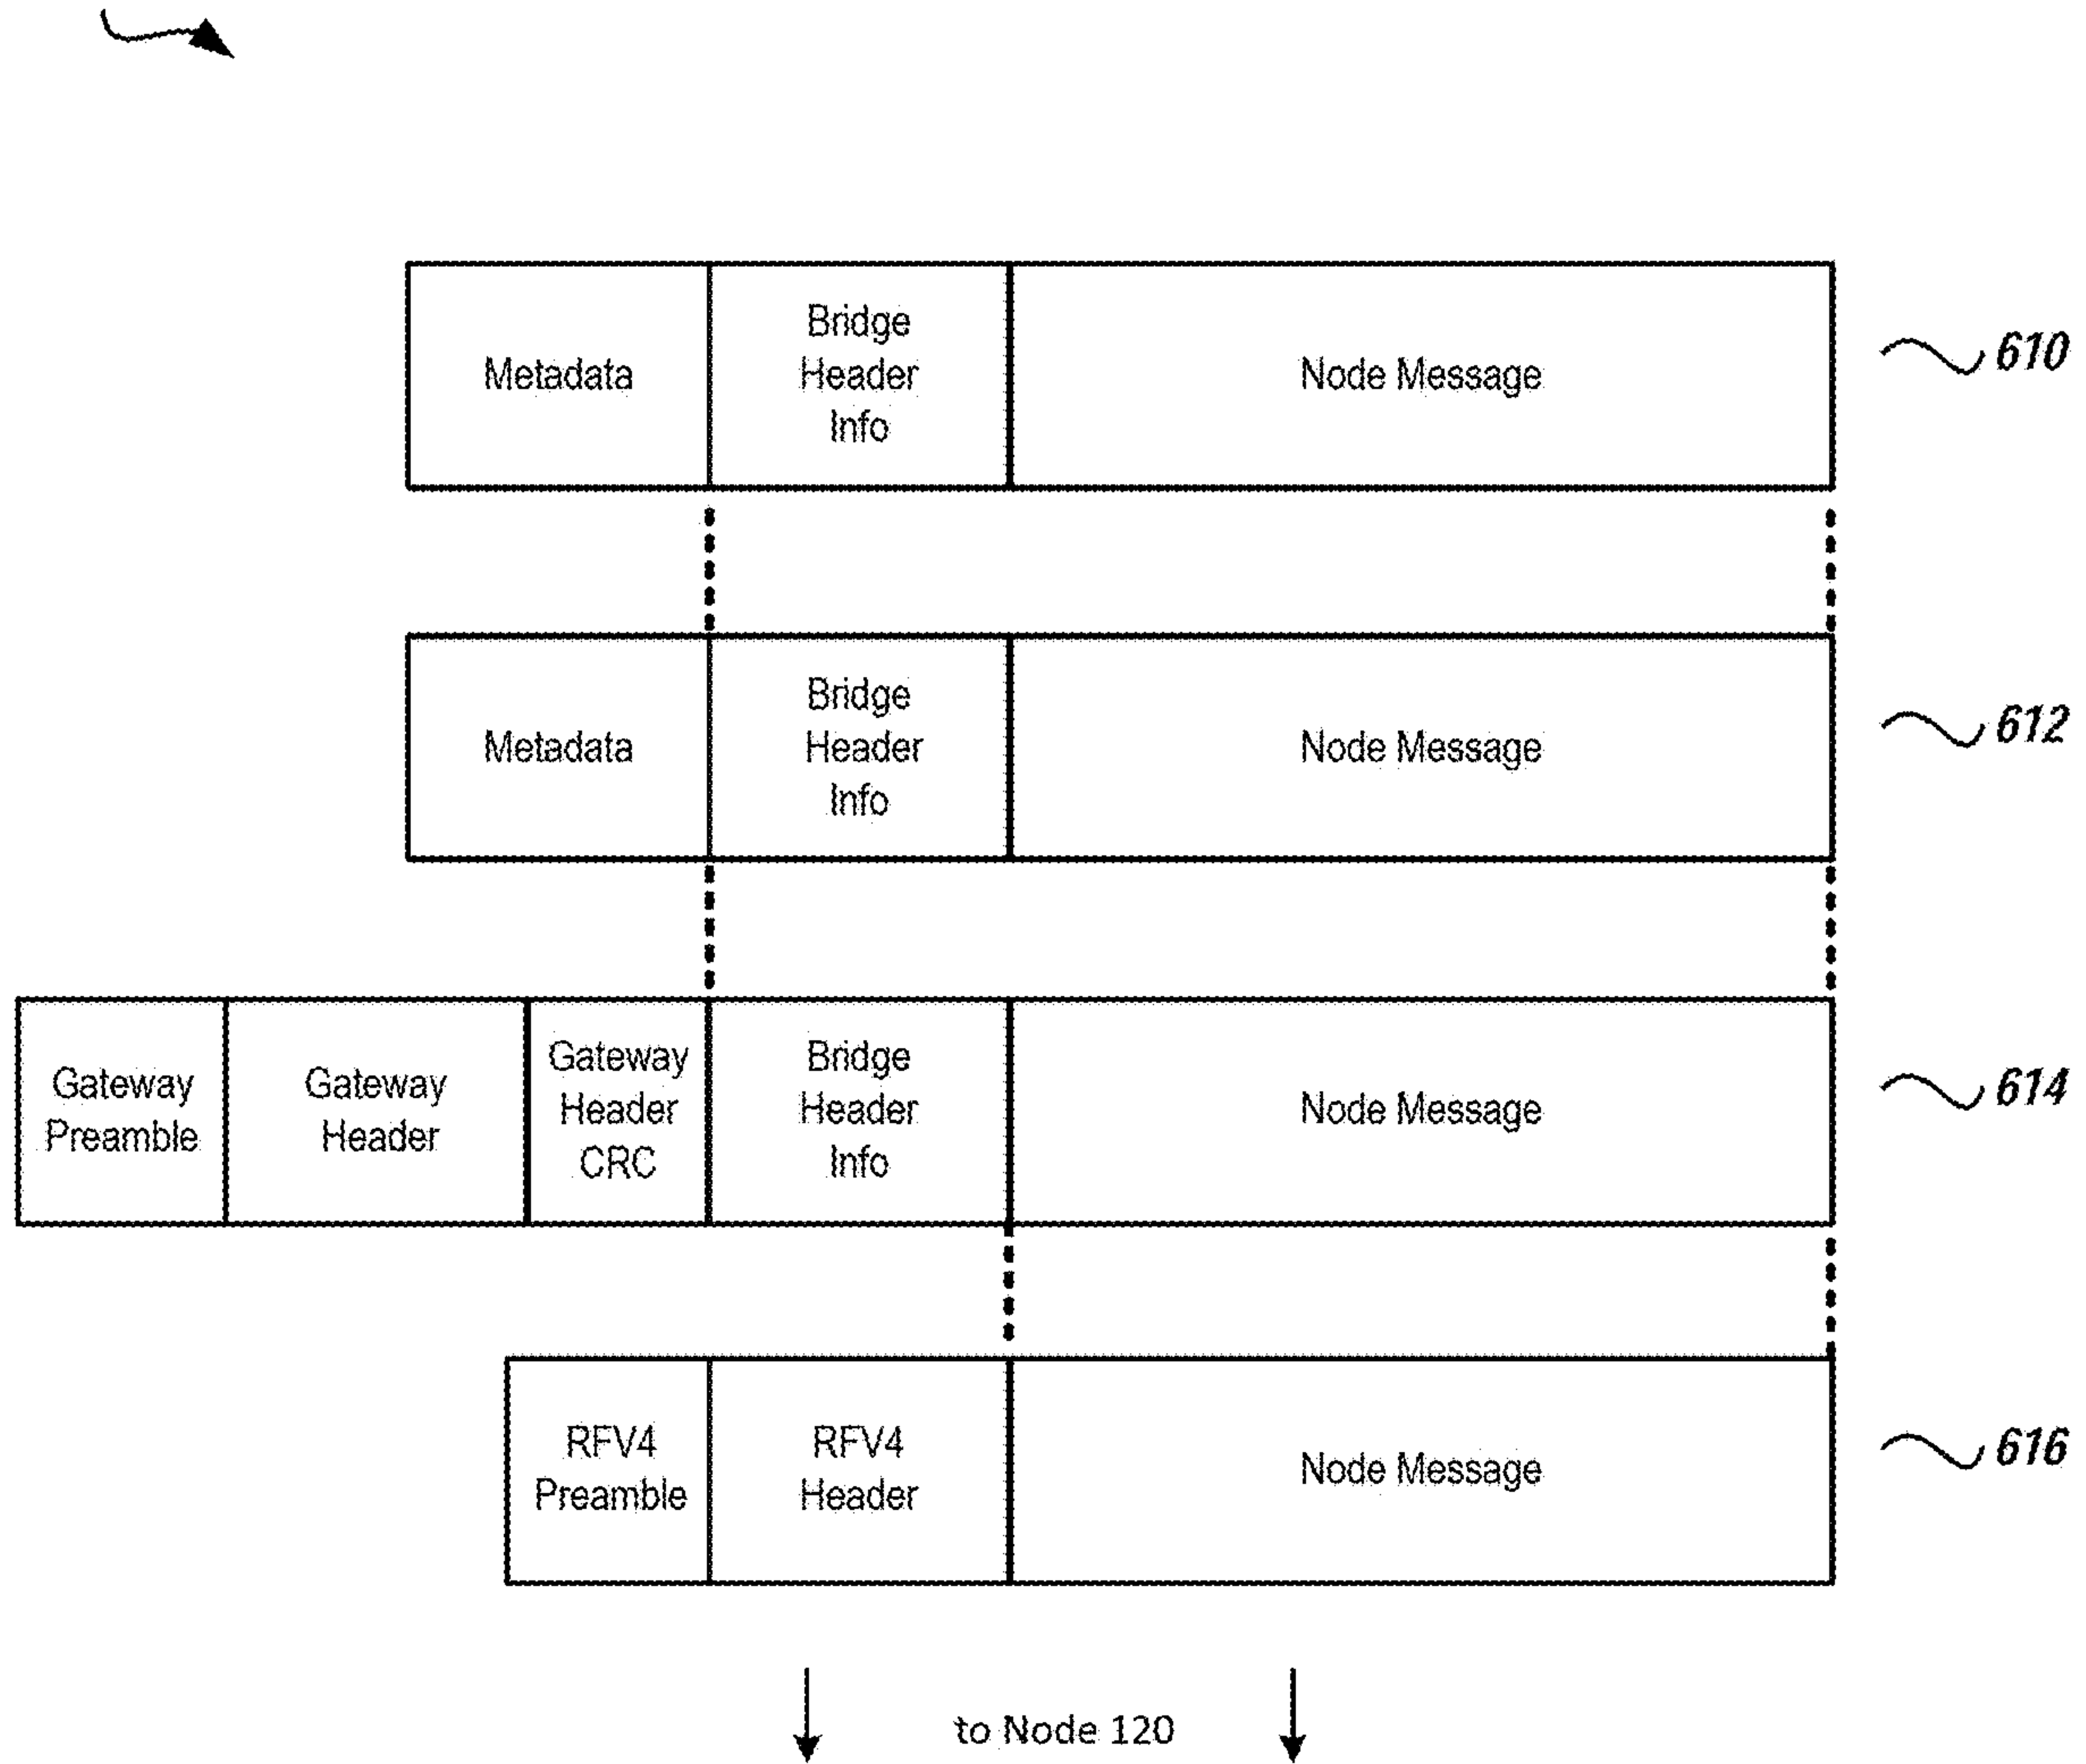 Metadata
Bridge
Header
Info
Node Message
610
Metadata
Bridge
Header
Info
Node Message
612
Gateway
Preamble
Gateway
Header
Gateway
Header
CRC
Bridge
Header
Info
Node Message
614
RFV4
Preamble
RFV4
Header
Node Message
616
to Node 120